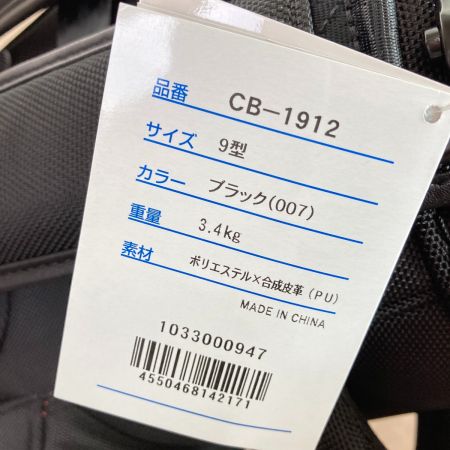 品番 CB-1912
サイズ 9型
カラー ブラック(007)
重量 3.4kg
素材 ポリエステル×合成皮革(PU)
MADE IN CHINA
1033000947
4550468142171